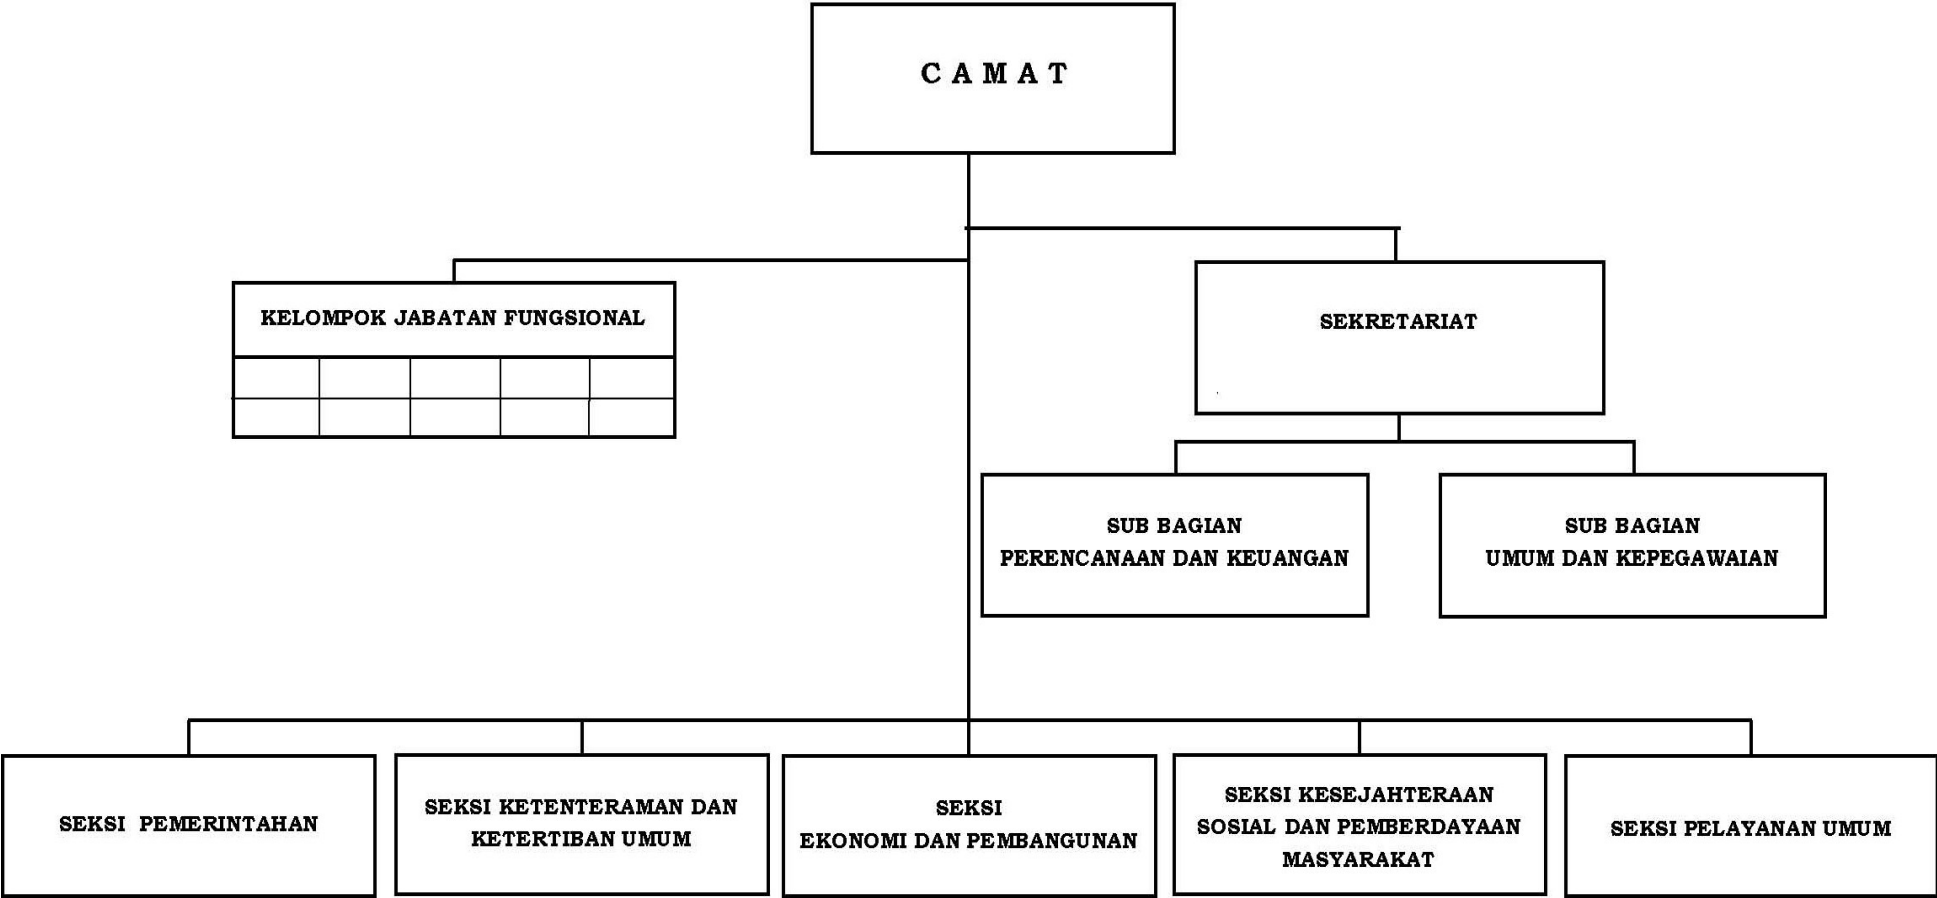 C A M A T
KELOMPOK JABATAN FUNGSIONAL
SEKRETARIAT
SUB BAGIAN
PERENCANAAN DAN KEUANGAN
SUB BAGIAN
UMUM DAN KEPEGAWAIAN
SEKSI PEMERINTAHAN
SEKSI KETENTERAMAN DAN
KETERTIBAN UMUM
SEKSI
EKONOMI DAN PEMBANGUNAN
SEKSI KESEJAHTERAAN
SOSIAL DAN PEMBERDAYAAN
MASYARAKAT
SEKSI PELAYANAN UMUM